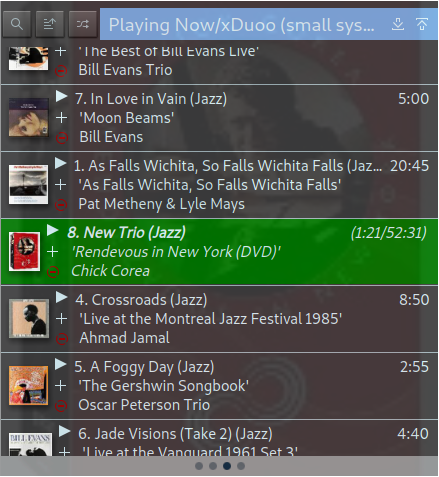 Playing Now/xDuoo (small sys...
'The Best of Bill Evans Live'
Bill Evans Trio
7. In Love in Vain (Jazz) 5:00
'Moon Beams'
Bill Evans
1. As Falls Wichita, So Falls Wichita Falls (Jaz... 20:45
'As Falls Wichita, So Falls Wichita Falls'
Pat Metheny & Lyle Mays
8. New Trio (Jazz) (1:21/52:31)
'Rendevous in New York (DVD)'
Chick Corea
4. Crossroads (Jazz) 8:50
'Live at the Montreal Jazz Festival 1985'
Ahmad Jamal
5. A Foggy Day (Jazz) 2:55
'The Gershwin Songbook'
Oscar Peterson Trio
BILL EVANS
6. Jade Visions (Take 2) (Jazz) 4:40
'Live at the Vanguard 1961 Set 3'